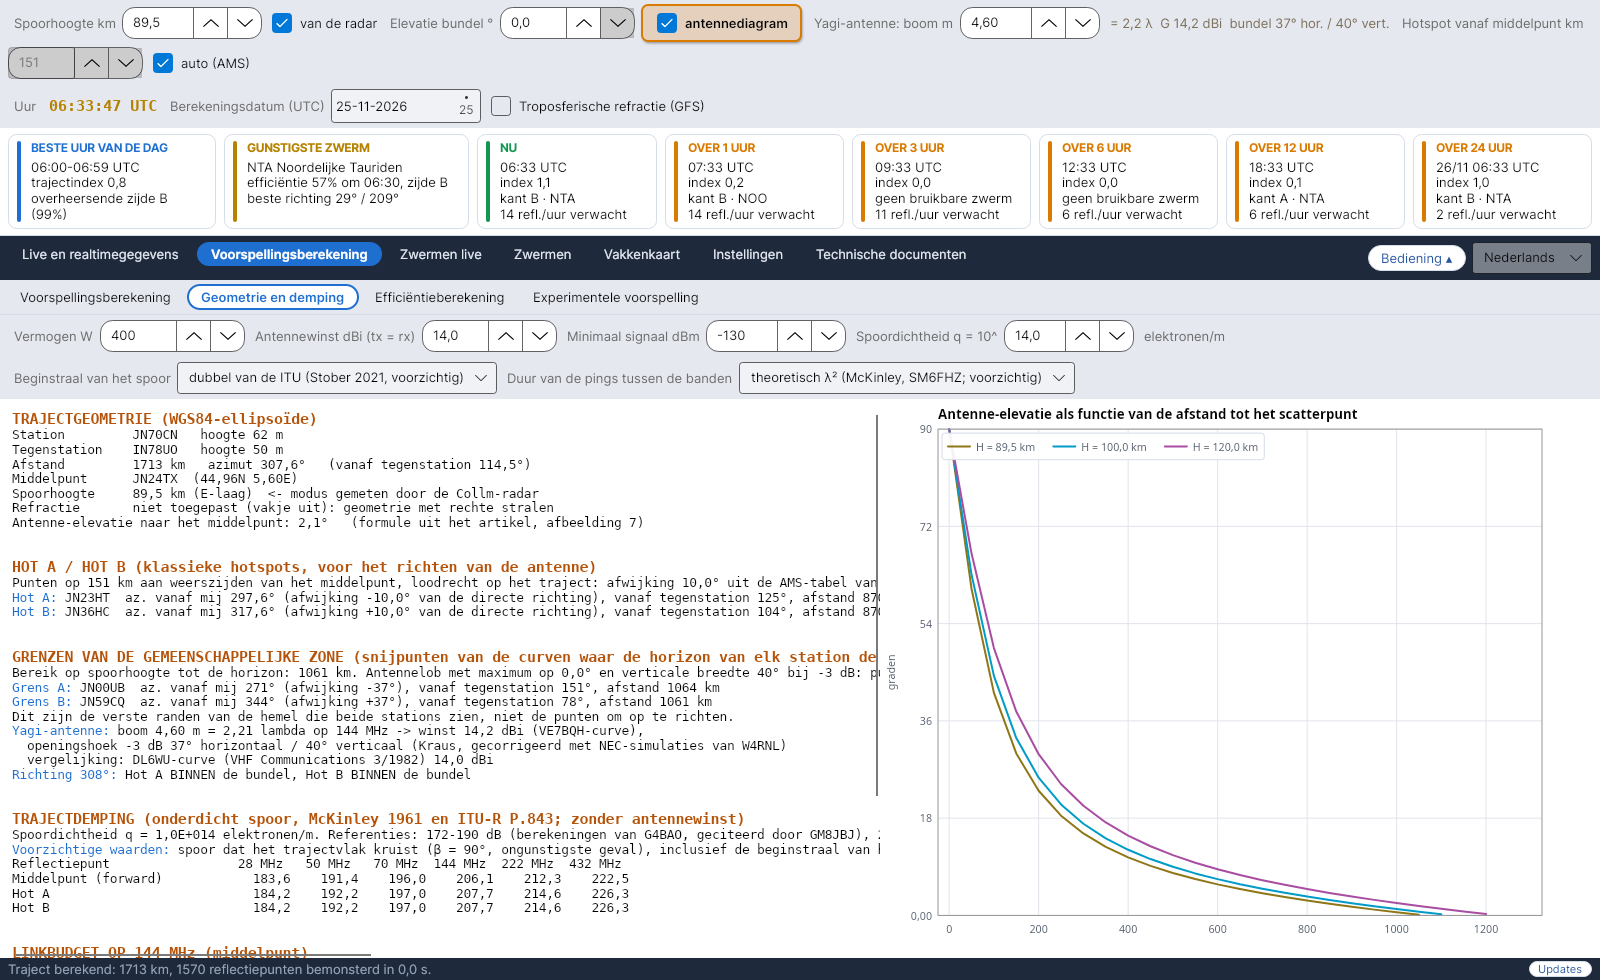 Spoorhoogte km 89,5 van de radar Elevatie bundel ° 0,0 antennediagram Yagi-antenne: boom m 4,60 = 2,2 λ G 14,2 dBi bundel 37° hor. / 40° vert. Hotspot vanaf middelpunt km
151 auto (AMS)
Uur 06:33:47 UTC Berekeningsdatum (UTC) 25-11-2026 25 Troposferische refractie (GFS)
BESTE UUR VAN DE DAG
06:00-06:59 UTC
trajectindex 0,8
overheersende zijde B
(99%)
GUNSTIGSTE ZWERM
NTA Noordelijke Tauriden
efficiëntie 57% om 06:30, zijde B
beste richting 29° / 209°
NU
06:33 UTC
index 1,1
kant B · NTA
14 refl./uur verwacht
OVER 1 UUR
07:33 UTC
index 0,2
kant B · NOO
14 refl./uur verwacht
OVER 3 UUR
09:33 UTC
index 0,0
geen bruikbare zwerm
11 refl./uur verwacht
OVER 6 UUR
12:33 UTC
index 0,0
geen bruikbare zwerm
6 refl./uur verwacht
OVER 12 UUR
18:33 UTC
index 0,1
kant A · NTA
6 refl./uur verwacht
OVER 24 UUR
26/11 06:33 UTC
index 1,0
kant B · NTA
2 refl./uur verwacht
Live en realtimegegevens Voorspellingsberekening Zwermen live Zwermen Vakkenkaart Instellingen Technische documenten Bediening ▴ Nederlands
Voorspellingsberekening Geometrie en demping Efficiëntieberekening Experimentele voorspelling
Vermogen W 400 Antennewinst dBi (tx = rx) 14,0 Minimaal signaal dBm -130 Spoordichtheid q = 10^ 14,0 elektronen/m
Beginstraal van het spoor dubbel van de ITU (Stober 2021, voorzichtig) Duur van de pings tussen de banden theoretisch λ² (McKinley, SM6FHZ; voorzichtig)
TRAJECTGEOMETRIE (WGS84-ellipsoïde)
Station JN70CN hoogte 62 m
Tegenstation IN78UO hoogte 50 m
Afstand 1713 km azimut 307,6° (vanaf tegenstation 114,5°)
Middelpunt JN24TX (44,96N 5,60E)
Spoorhoogte 89,5 km (E-laag) <- modus gemeten door de Collm-radar
Refractie niet toegepast (vakje uit): geometrie met rechte stralen
Antenne-elevatie naar het middelpunt: 2,1° (formule uit het artikel, afbeelding 7)
HOT A / HOT B (klassieke hotspots, voor het richten van de antenne)
Punten op 151 km aan weerszijden van het middelpunt, loodrecht op het traject: afwijking 10,0° uit de AMS-tabel van
Hot A: JN23HT az. vanaf mij 297,6° (afwijking -10,0° van de directe richting), vanaf tegenstation 125°, afstand 870
Hot B: JN36HC az. vanaf mij 317,6° (afwijking +10,0° van de directe richting), vanaf tegenstation 104°, afstand 870
GRENZEN VAN DE GEMEENSCHAPPELIJKE ZONE (snijpunten van de curven waar de horizon van elk station de
Bereik op spoorhoogte tot de horizon: 1061 km. Antennelob met maximum op 0,0° en verticale breedte 40° bij -3 dB:
Grens A: JN00UB az. vanaf mij 271° (afwijking -37°), vanaf tegenstation 151°, afstand 1064 km
Grens B: JN59CQ az. vanaf mij 344° (afwijking +37°), vanaf tegenstation 78°, afstand 1061 km
Dit zijn de verste randen van de hemel die beide stations zien, niet de punten om op te richten.
Yagi-antenne: boom 4,60 m = 2,21 lambda op 144 MHz -> winst 14,2 dBi (VE7BQH-curve),
openingshoek -3 dB 37° horizontaal / 40° verticaal (Kraus, gecorrigeerd met NEC-simulaties van W4RNL)
vergelijking: DL6WU-curve (VHF Communications 3/1982) 14,0 dBi
Richting 308°: Hot A BINNEN de bundel, Hot B BINNEN de bundel
TRAJECTDEMPING (onderdicht spoor, McKinley 1961 en ITU-R P.843; zonder antennewinst)
Spoordichtheid q = 1,0E+014 elektronen/m. Referenties: 172-190 dB (berekeningen van G4BAO, geciteerd door GM8JBJ),
Voorzichtige waarden: spoor dat het trajectvlak kruist (β = 90°, ongunstigste geval), inclusief de beginstraal van
Reflectiepunt 28 MHz 50 MHz 70 MHz 144 MHz 222 MHz 432 MHz
Middelpunt (forward) 183,6 191,4 196,0 206,1 212,3 222,5
Hot A 184,2 192,2 197,0 207,7 214,6 226,3
Hot B 184,2 192,2 197,0 207,7 214,6 226,3
LINKBUDGET OP 144 MHz (middelpunt)
Antenne-elevatie als functie van de afstand tot het scatterpunt
H = 89,5 km H = 100,0 km H = 120,0 km
graden
90
72
54
36
18
0,00
0 200 400 600 800 1000 1200
Traject berekend: 1713 km, 1570 reflectiepunten bemonsterd in 0,0 s. Updates